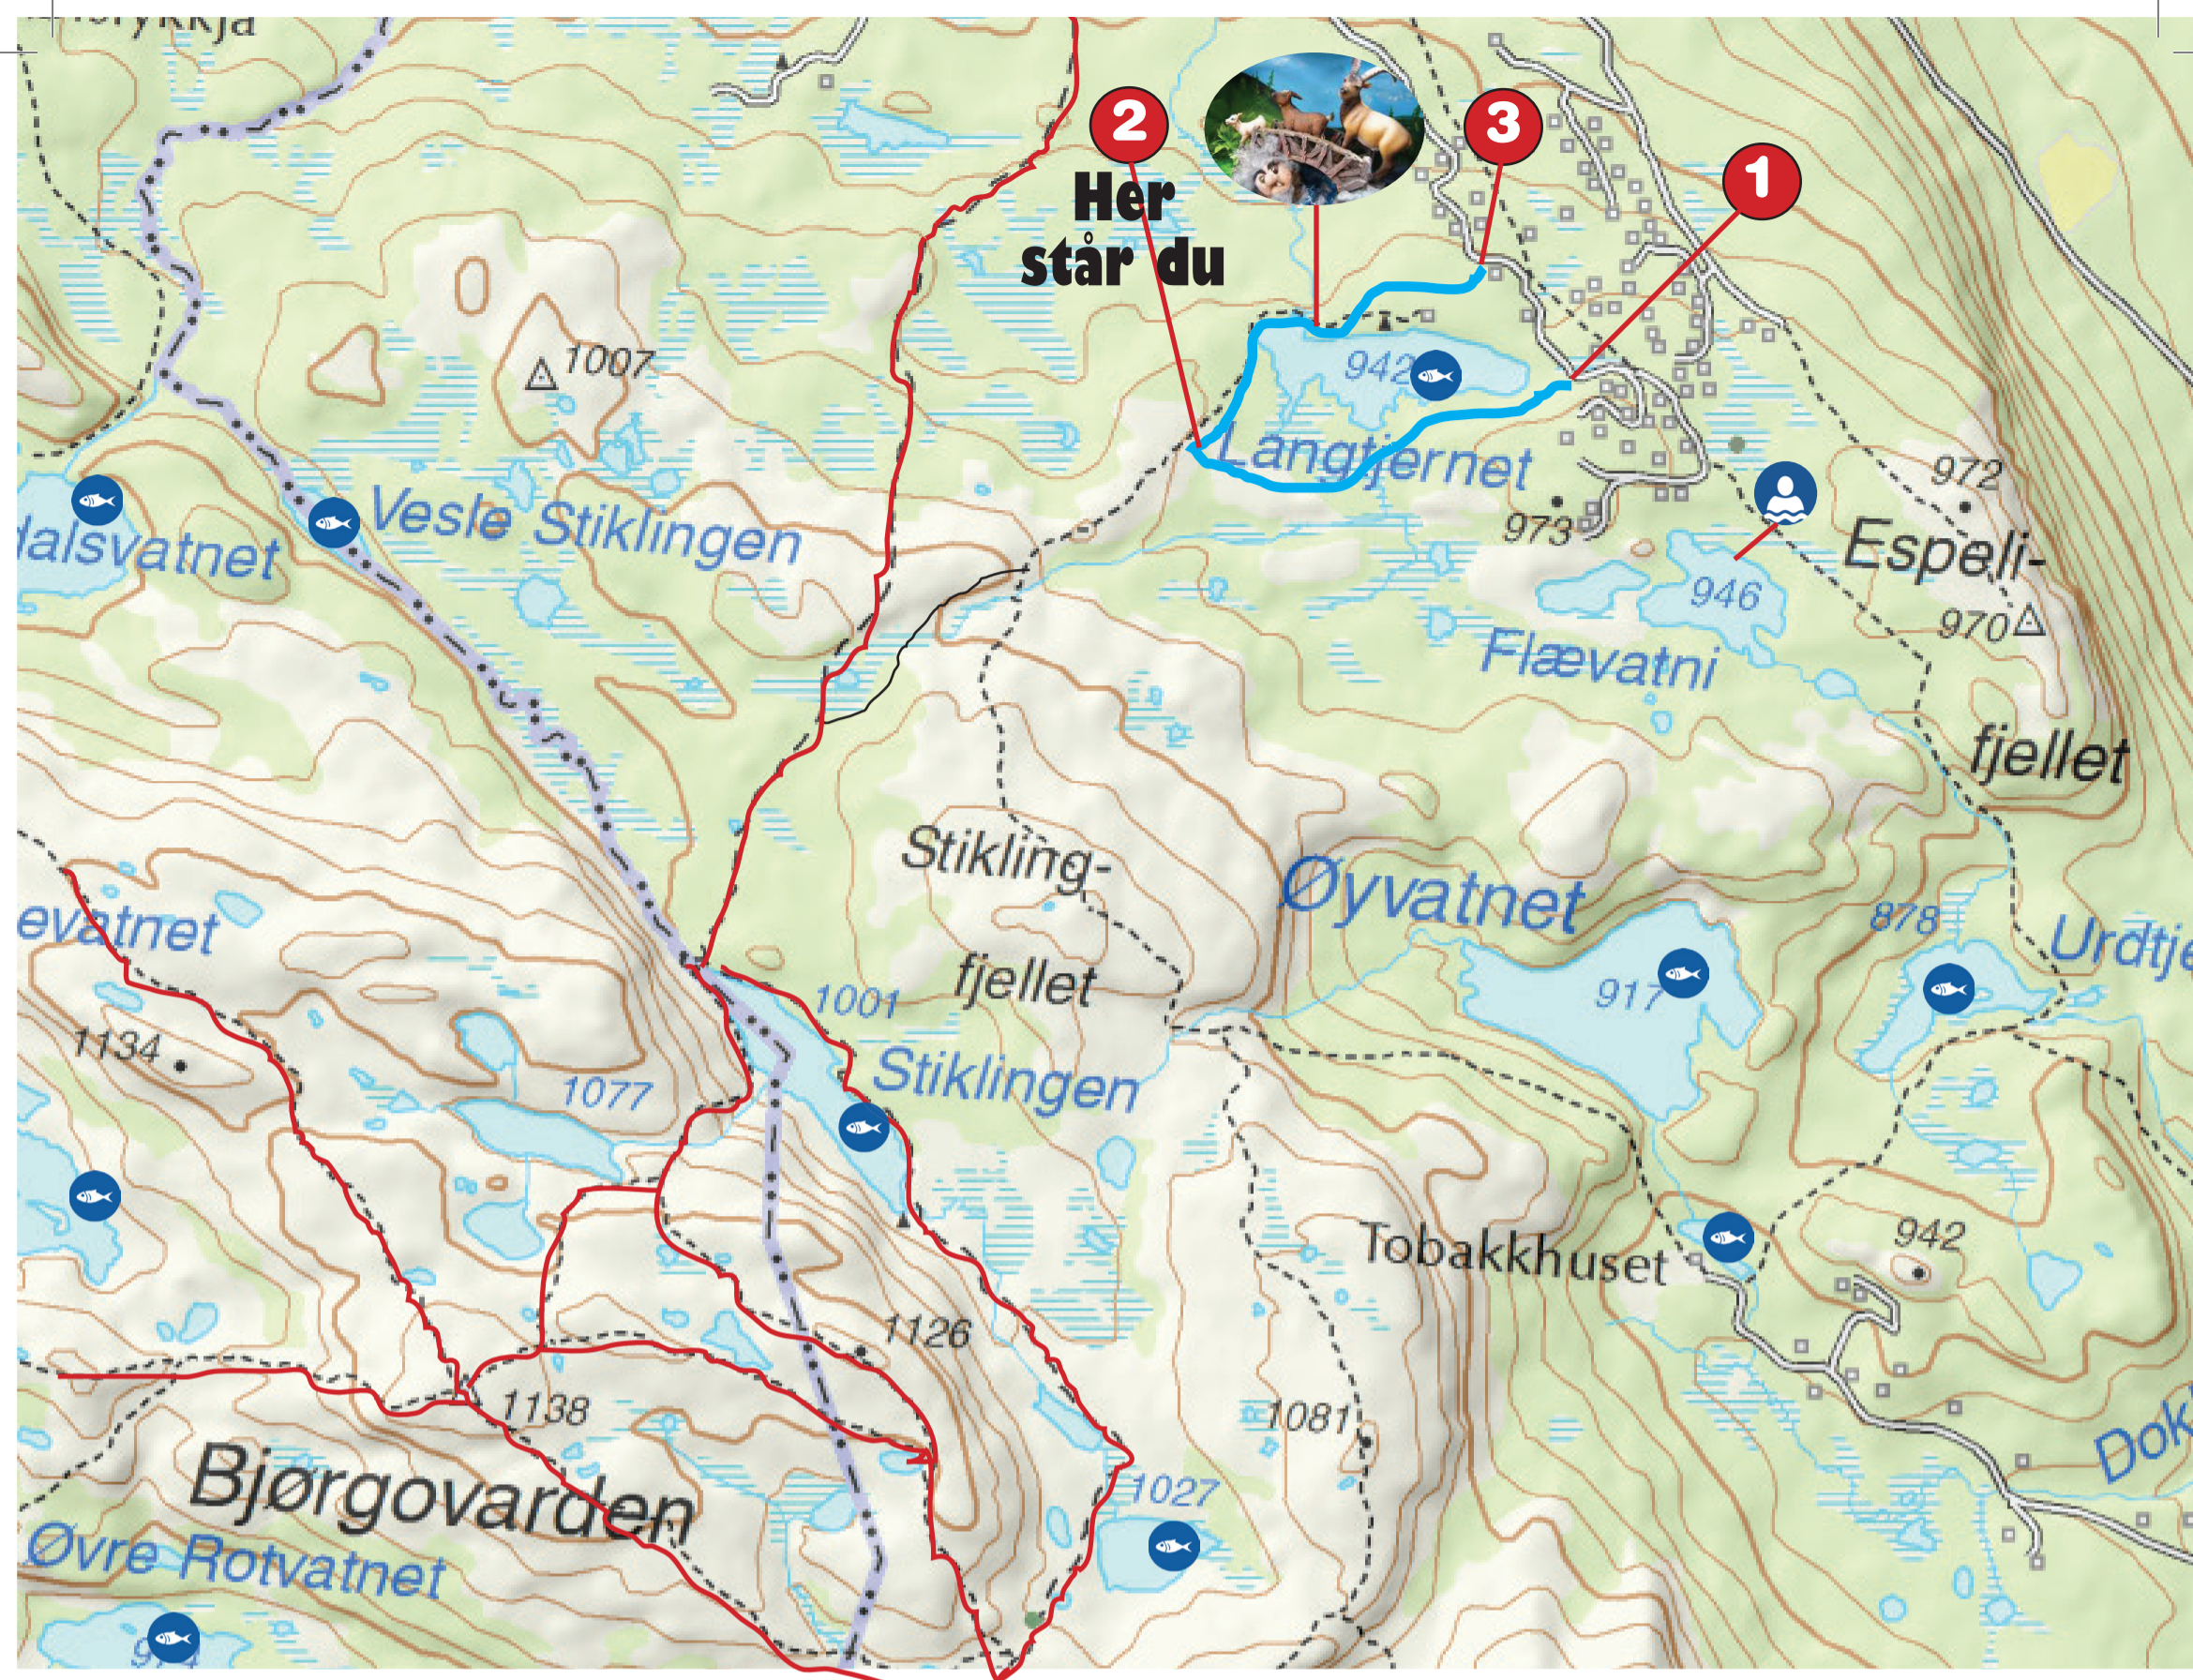 2
3
1
Her
står du
1007
942
Langtjernet
972
Vesle Stiklingen
973
Espeli-
dalsvatnet
946
970
Flævatni
fjellet
Stikling-
Øyvatnet
878
evatnet
Urdtje
fjellet
1001
917
1134
Stiklingen
1077
942
Tobakkhuset
1126
1138
1081
Dok
Bjørgovarden
1027
Øvre Rotvatnet